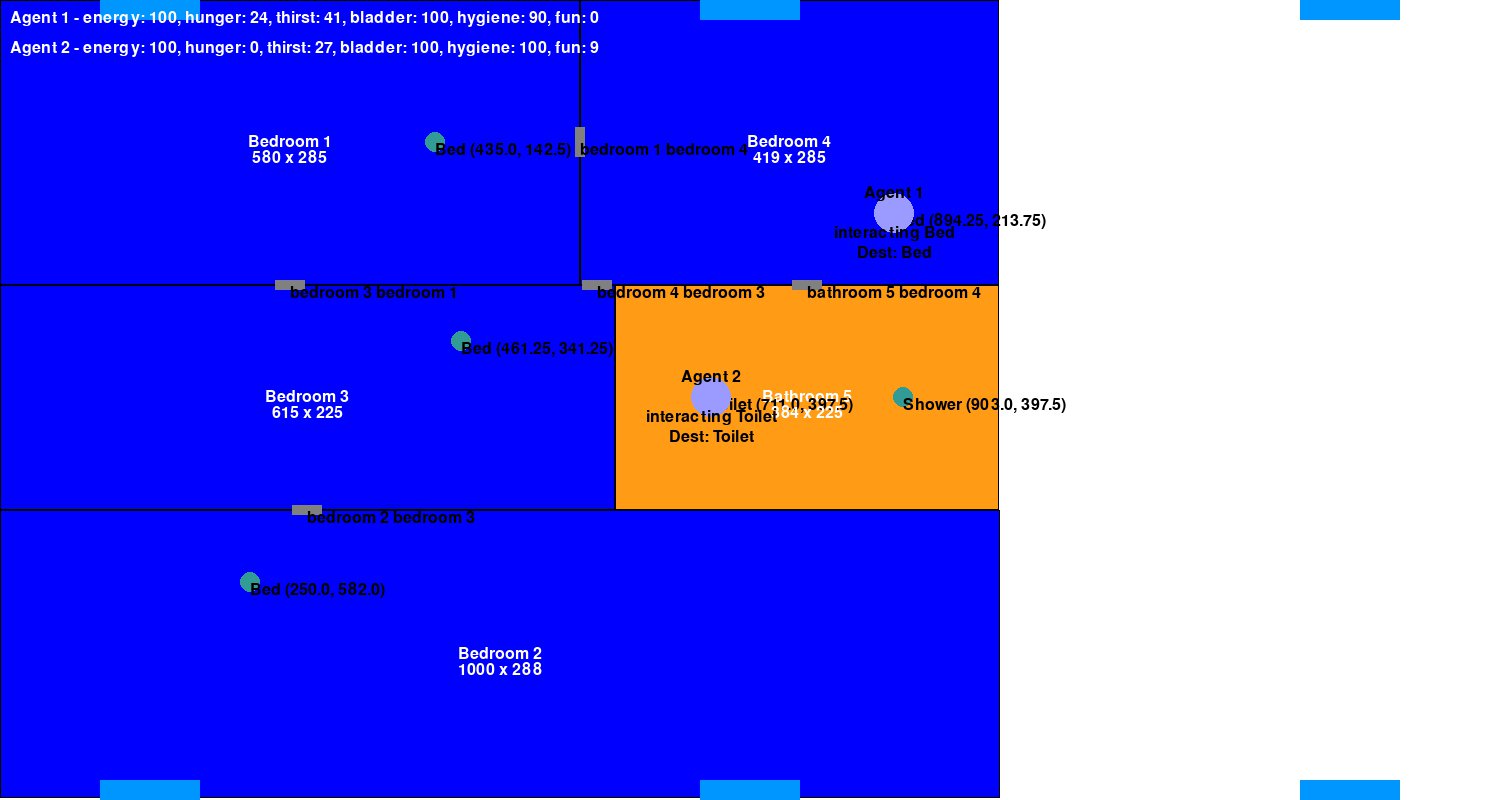 Agent 1 - energy: 100, hunger: 24, thirst: 41, bladder: 100, hygiene: 90, fun: 0
Agent 2 - energy: 100, hunger: 0, thirst: 27, bladder: 100, hygiene: 100, fun: 9
Bedroom 1
580 x 285
Bed (435.0, 142.5)
bedroom 1 bedroom 4
Bedroom 4
419 x 285
Agent 1
(894.25, 213.75)
interacting Bed
Dest: Bed
bedroom 3 bedroom 1
bedroom 4 bedroom 3
bathroom 5 bedroom 4
Bed (461.25, 341.25)
Bedroom 3
615 x 225
Agent 2
Bathroom 5
(711.0, 397.5)
384 x 225
interacting Toilet
Dest: Toilet
Shower (903.0, 397.5)
bedroom 2 bedroom 3
Bed (250.0, 582.0)
Bedroom 2
1000 x 288